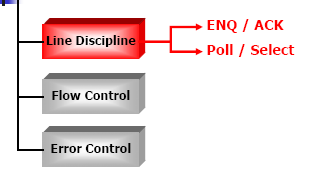 Line Discipline
ENQ / ACK
Poll / Select
Flow Control
Error Control